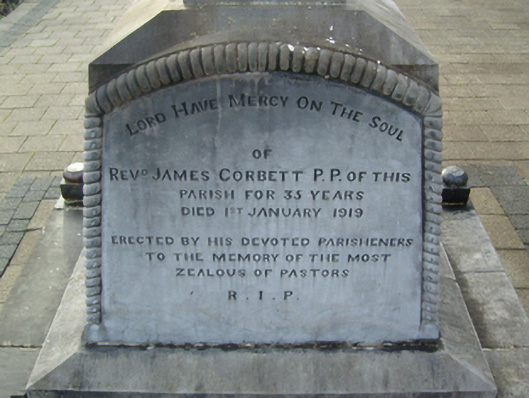 LORD HAVE MERCY ON THE SOUL
OF
REVD JAMES CORBETT P.P. OF THIS
PARISH FOR 35 YEARS
DIED 1ST JANUARY 1919
ERECTED BY HIS DEVOTED PARISHENERS
TO THE MEMORY OF THE MOST
ZEALOUS OF PASTORS
R.I.P.